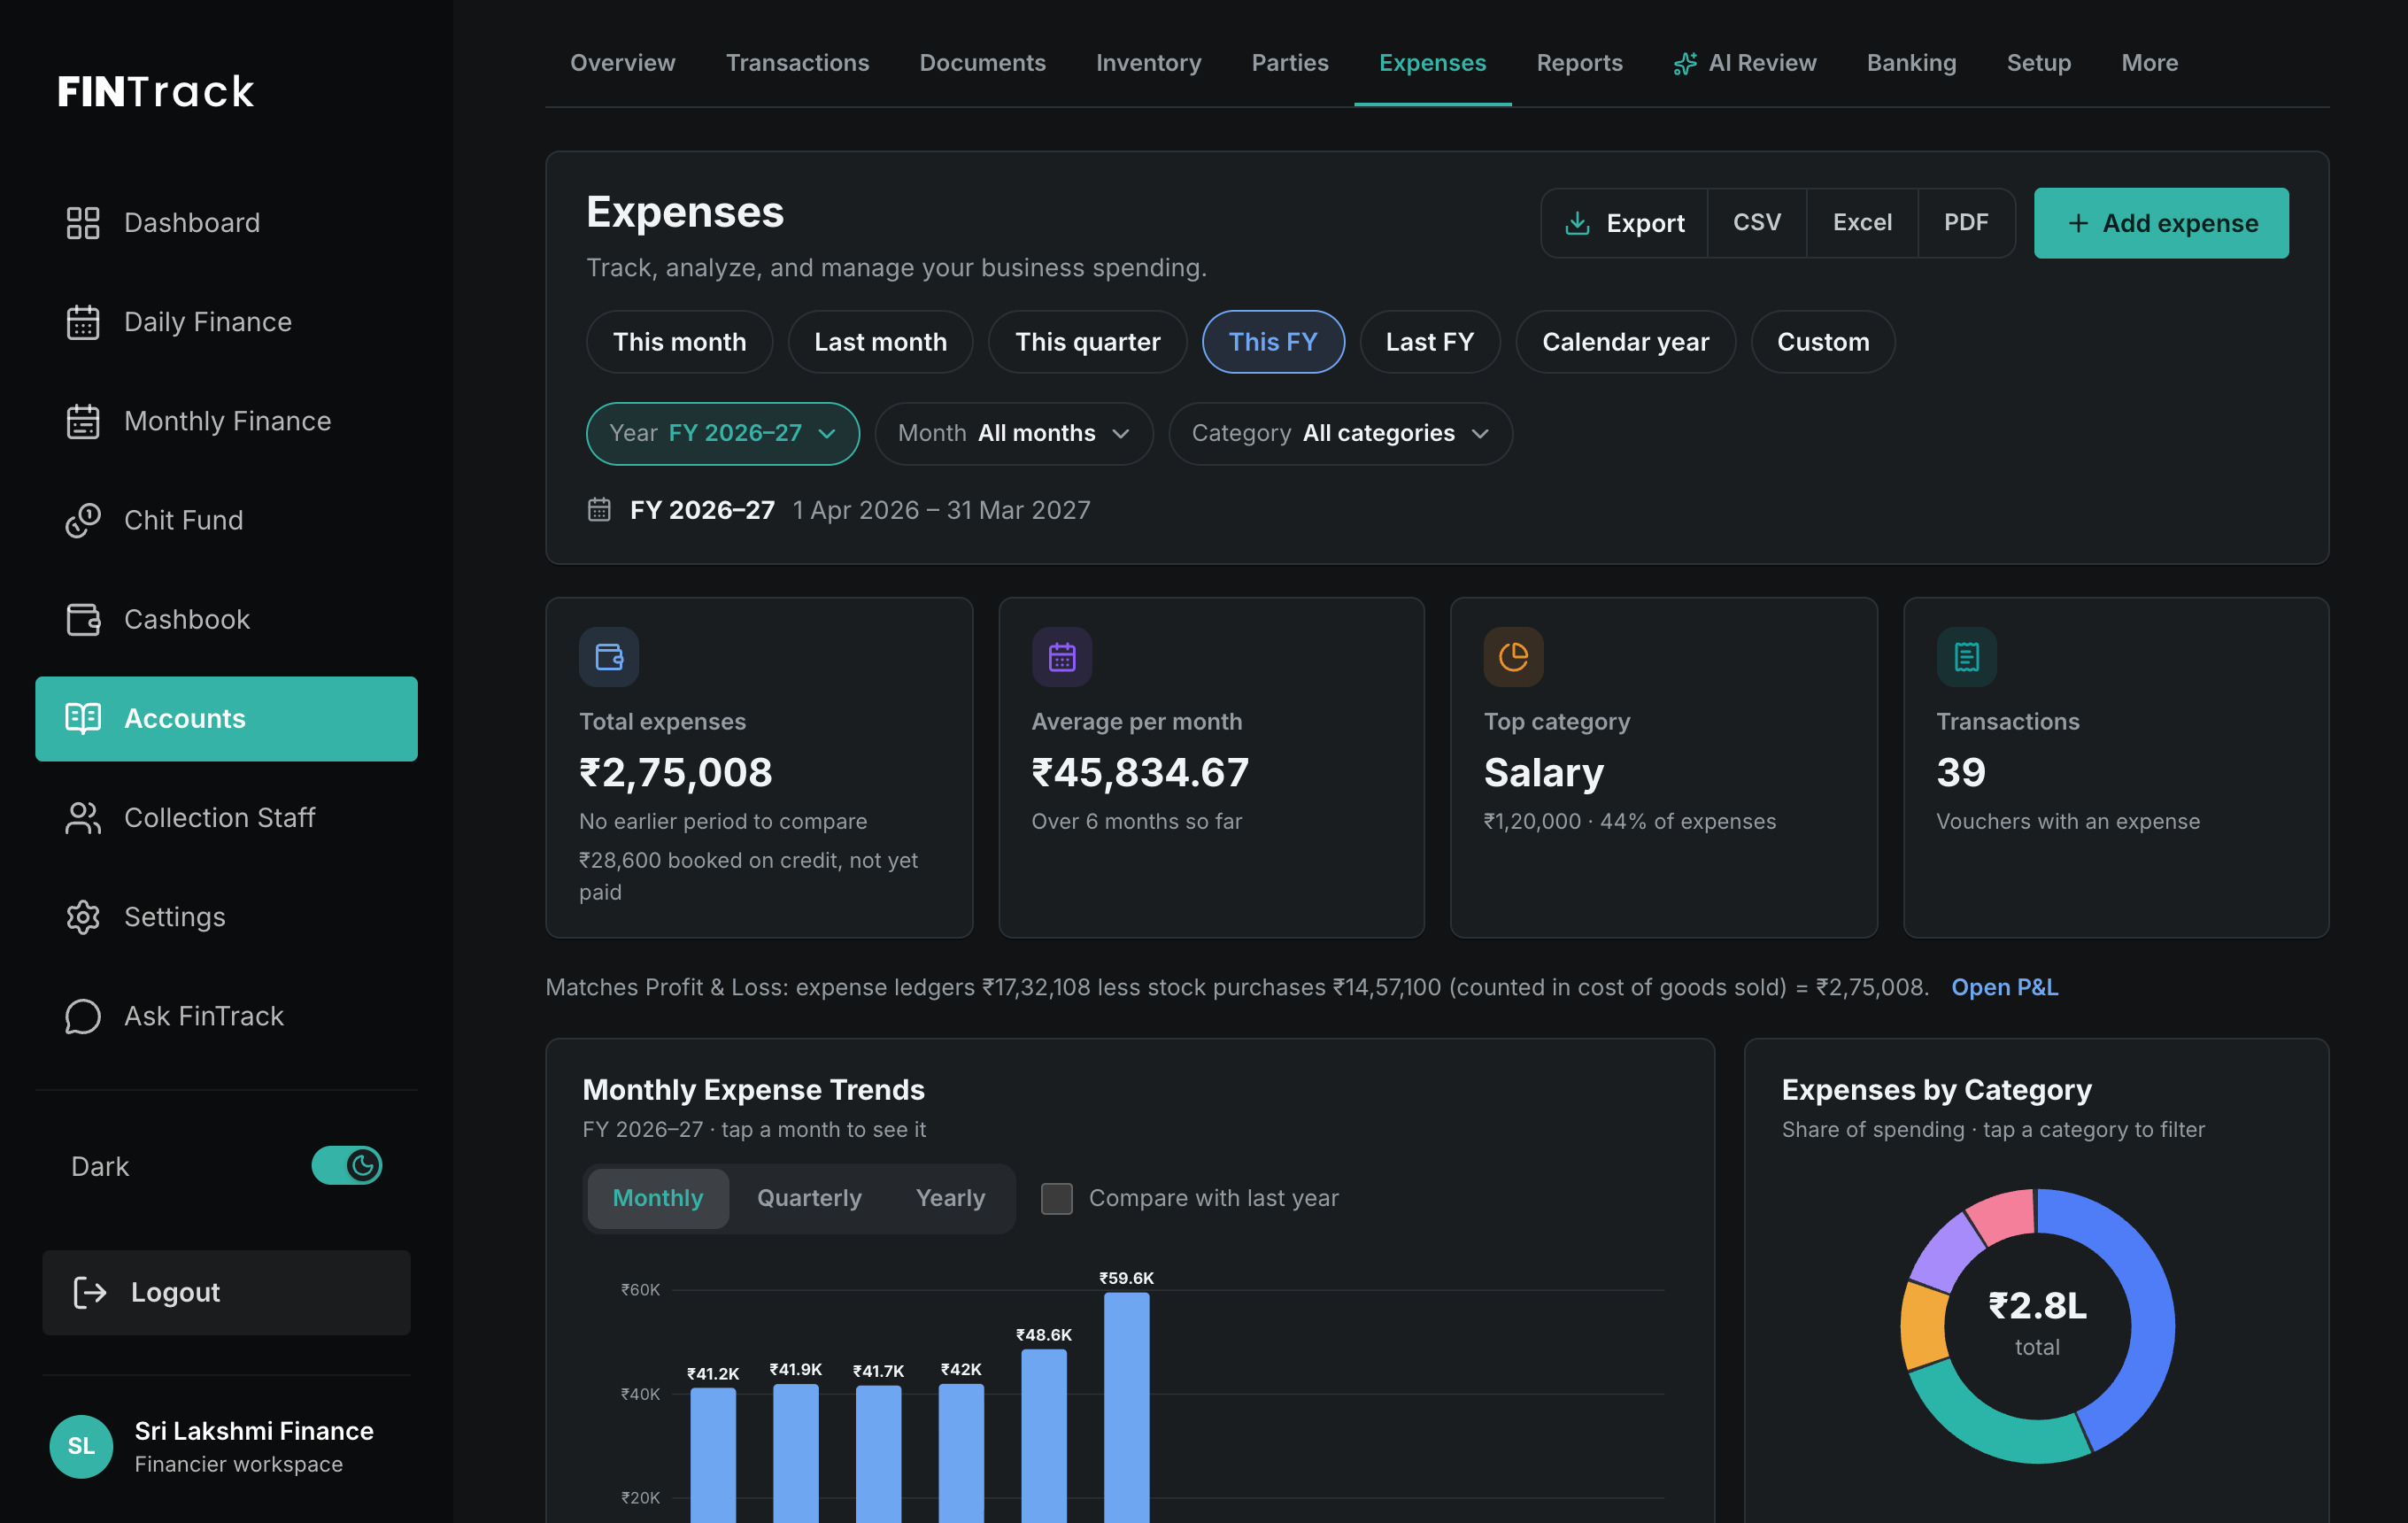 FINTrack
Dashboard
Daily Finance
Monthly Finance
Chit Fund
Cashbook
Accounts
Collection Staff
Settings
Ask FinTrack
Dark
Logout
SL
Sri Lakshmi Finance
Financier workspace
Overview Transactions Documents Inventory Parties Expenses Reports AI Review Banking Setup More
Expenses
Track, analyze, and manage your business spending.
Export CSV Excel PDF + Add expense
This month Last month This quarter This FY Last FY Calendar year Custom
Year FY 2026–27 Month All months Category All categories
FY 2026–27 1 Apr 2026 – 31 Mar 2027
Total expenses
₹2,75,008
No earlier period to compare
₹28,600 booked on credit, not yet
paid
Average per month
₹45,834.67
Over 6 months so far
Top category
Salary
₹1,20,000 · 44% of expenses
Transactions
39
Vouchers with an expense
Matches Profit & Loss: expense ledgers ₹17,32,108 less stock purchases ₹14,57,100 (counted in cost of goods sold) = ₹2,75,008. Open P&L
Monthly Expense Trends
FY 2026–27 · tap a month to see it
Monthly Quarterly Yearly Compare with last year
₹60K
₹40K
₹20K
₹41.2K ₹41.9K ₹41.7K ₹42K ₹48.6K ₹59.6K
Expenses by Category
Share of spending · tap a category to filter
₹2.8L
total